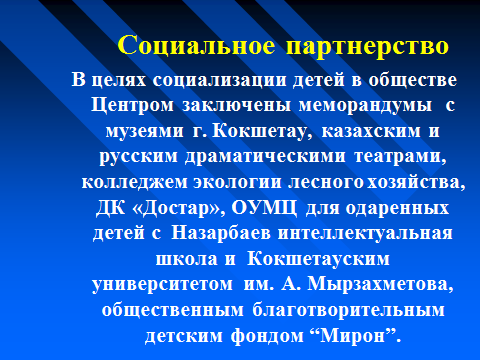 Социальное партнерство
В целях социализации детей в обществе
Центром заключены меморандумы с
музеями г. Кокшетау, казахским и
русским драматическими театрами,
колледжем экологии лесного хозяйства,
ДК «Достар», ОУМЦ для одаренных
детей с Назарбаев интеллектуальная
школа и Кокшетауским
университетом им. А. Мырзахметова,
общественным благотворительным
детским фондом “Мирон”.